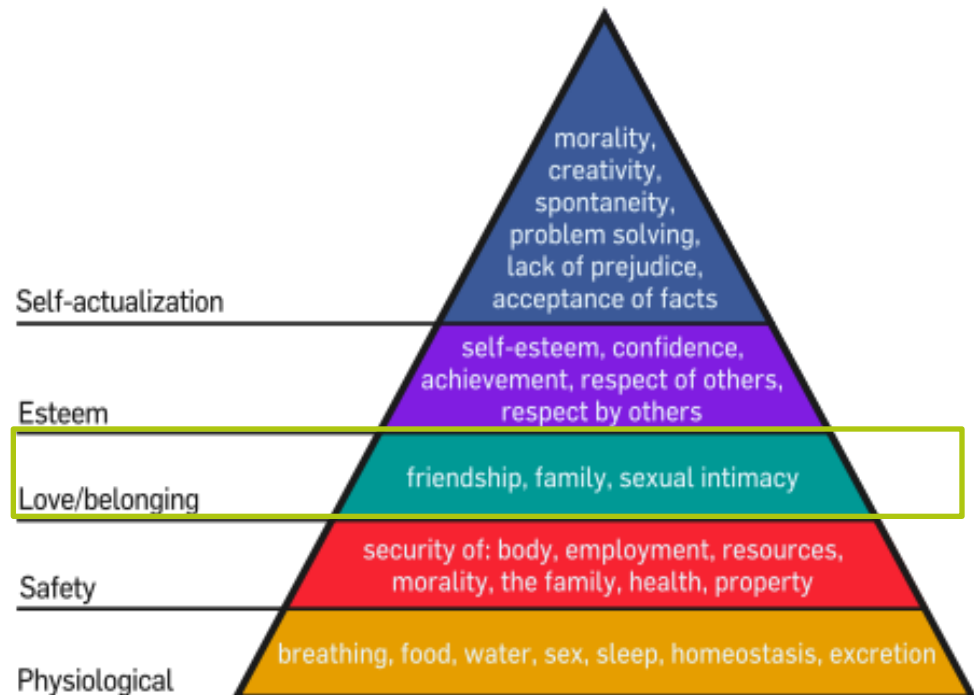 morality,
creativity,
spontaneity,
problem solving,
lack of prejudice,
acceptance of facts
Self-actualization
self-esteem, confidence,
achievement, respect of others,
respect by others
Esteem
friendship, family, sexual intimacy
Love/belonging
security of: body, employment, resources,
morality, the family, health, property
Safety
breathing, food, water, sex, sleep, homeostasis, excretion
Physiological